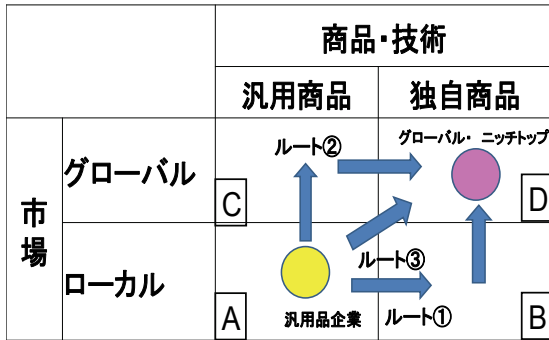 商品・技術
汎用商品
独自商品
市場
グローバル
ルート②
グローバル・ ニッチトップ
C
D
ローカル
ルート③
A
汎用品企業
ルート①
B